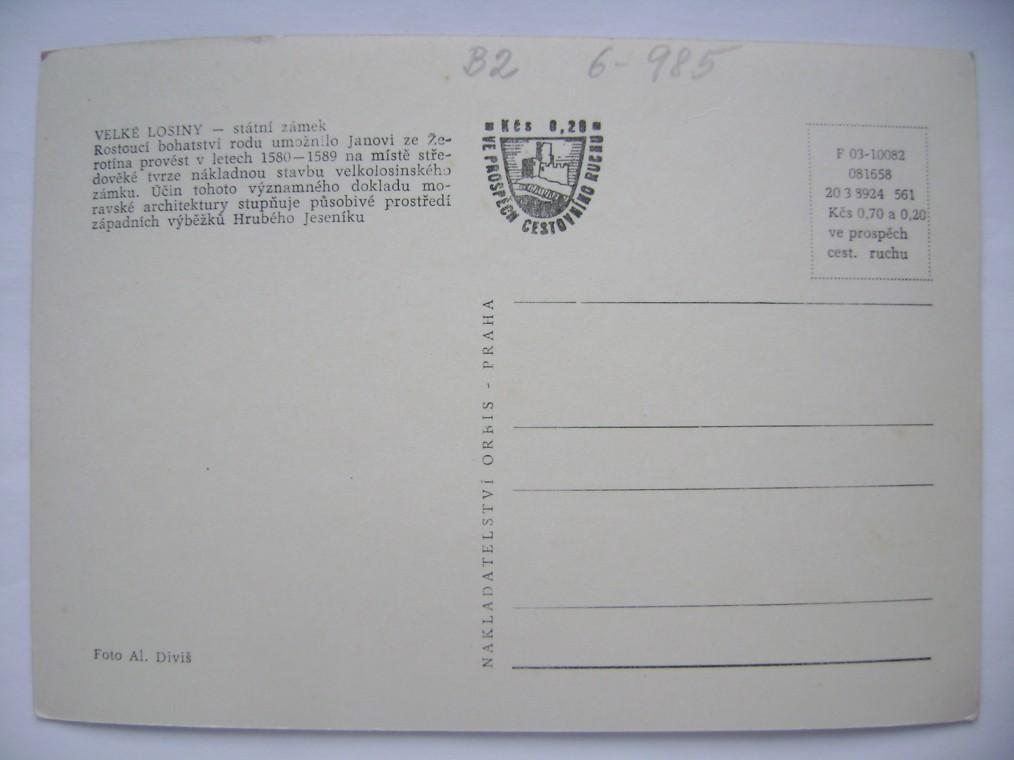 B2 6-985
VELKÉ LOSINY — státní zámek
Rostoucí bohatství rodu umožnilo Janovi ze Že-
rotína provést v letech 1580—1589 na místě stře-
dověké tvrze nákladnou stavbu velkolosinského
zámku. Účin tohoto významného dokladu mo-
ravské architektury stupňuje působivé prostředí
západních výběžků Hrubého Jeseníku
Kčs 0,20
VE PROSPĚCH CESTOVNÍHO RUCHU
F 03-10082
081658
20 3 3924 561
Kčs 0,70 a 0,20
ve prospěch
cest. ruchu
NAKLADATELSTVÍ ORBIS - PRAHA
Foto Al. Diviš